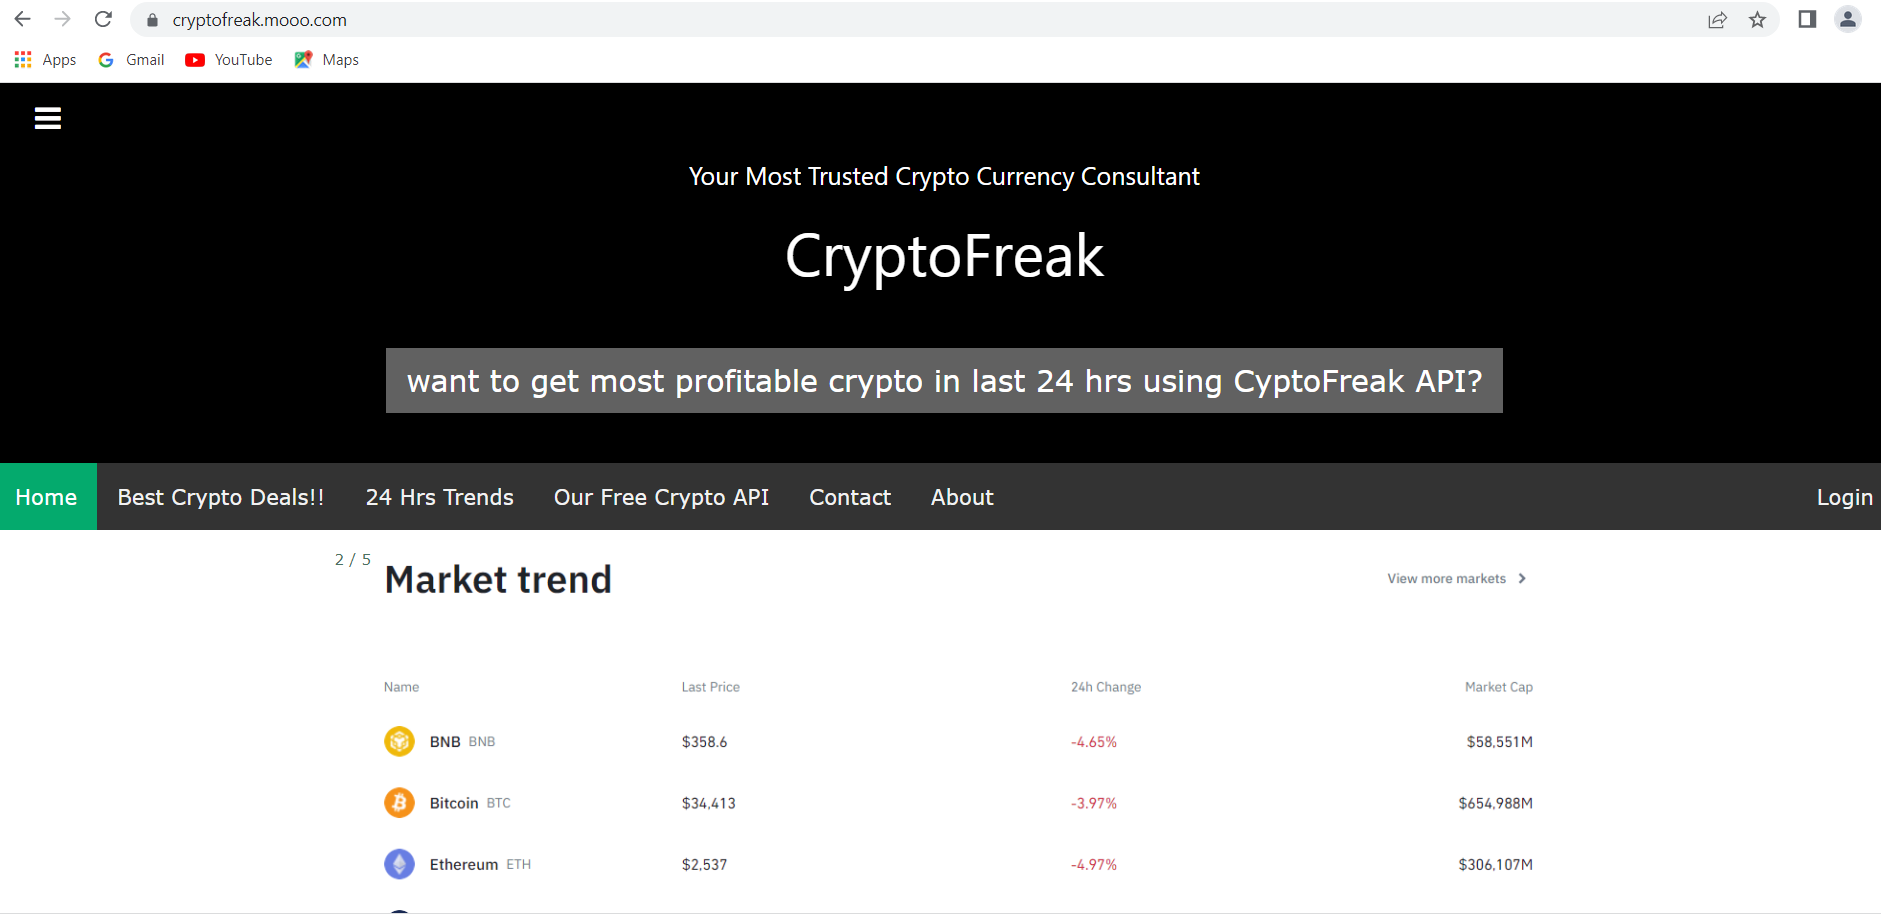 cryptofreak.mooo.com
Apps Gmail YouTube Maps
Your Most Trusted Crypto Currency Consultant
CryptoFreak
want to get most profitable crypto in last 24 hrs using CyptoFreak API?
Home Best Crypto Deals!! 24 Hrs Trends Our Free Crypto API Contact About Login
2 / 5
Market trend View more markets
Name Last Price 24h Change Market Cap
BNB BNB $358.6 -4.65% $58,551M
Bitcoin BTC $34,413 -3.97% $654,988M
Ethereum ETH $2,537 -4.97% $306,107M